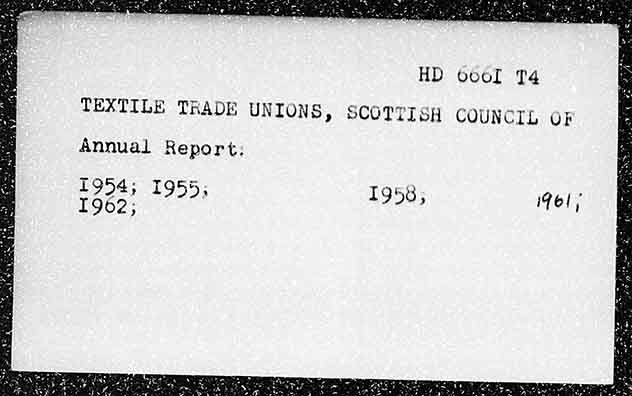 HD 6661 T4
TEXTILE TRADE UNIONS, SCOTTISH COUNCIL OF
Annual Report.
1954; 1955; 1958; 1961;
1962;